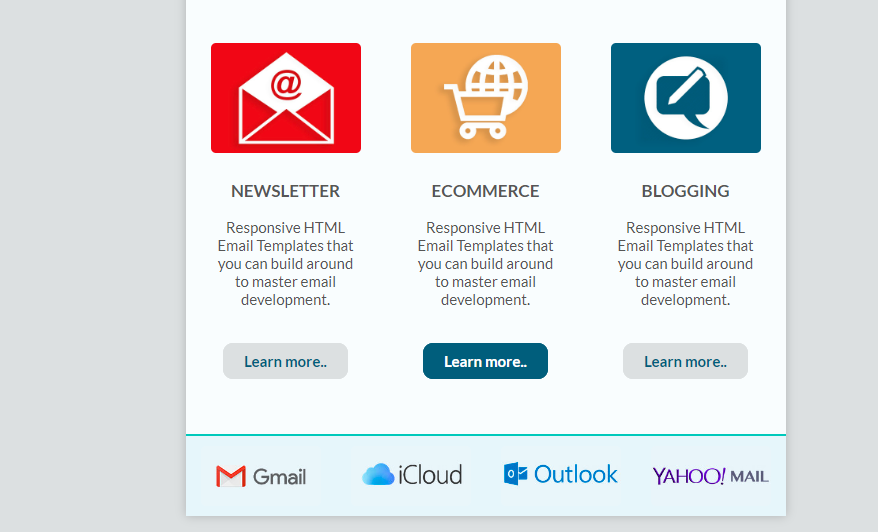 NEWSLETTER
Responsive HTML
Email Templates that
you can build around
to master email
development.
Learn more..
ECOMMERCE
Responsive HTML
Email Templates that
you can build around
to master email
development.
Learn more..
BLOGGING
Responsive HTML
Email Templates that
you can build around
to master email
development.
Learn more..
Gmail
iCloud
Outlook
YAHOO! MAIL